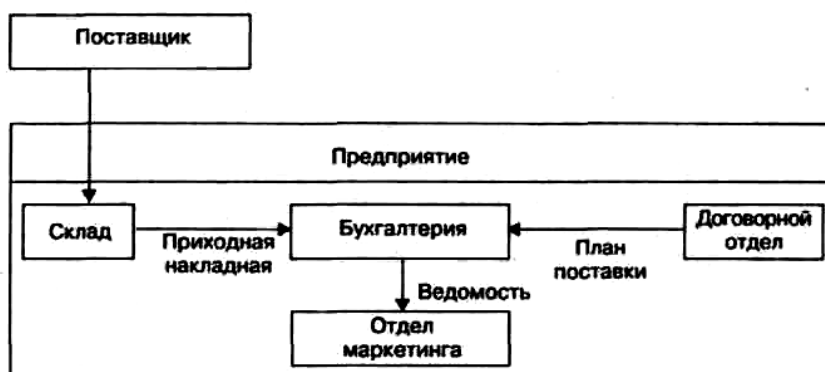 Поставщик
Предприятие
Склад
Приходная
накладная
Бухгалтерия
План
поставки
Договорной
отдел
Ведомость
Отдел
маркетинга